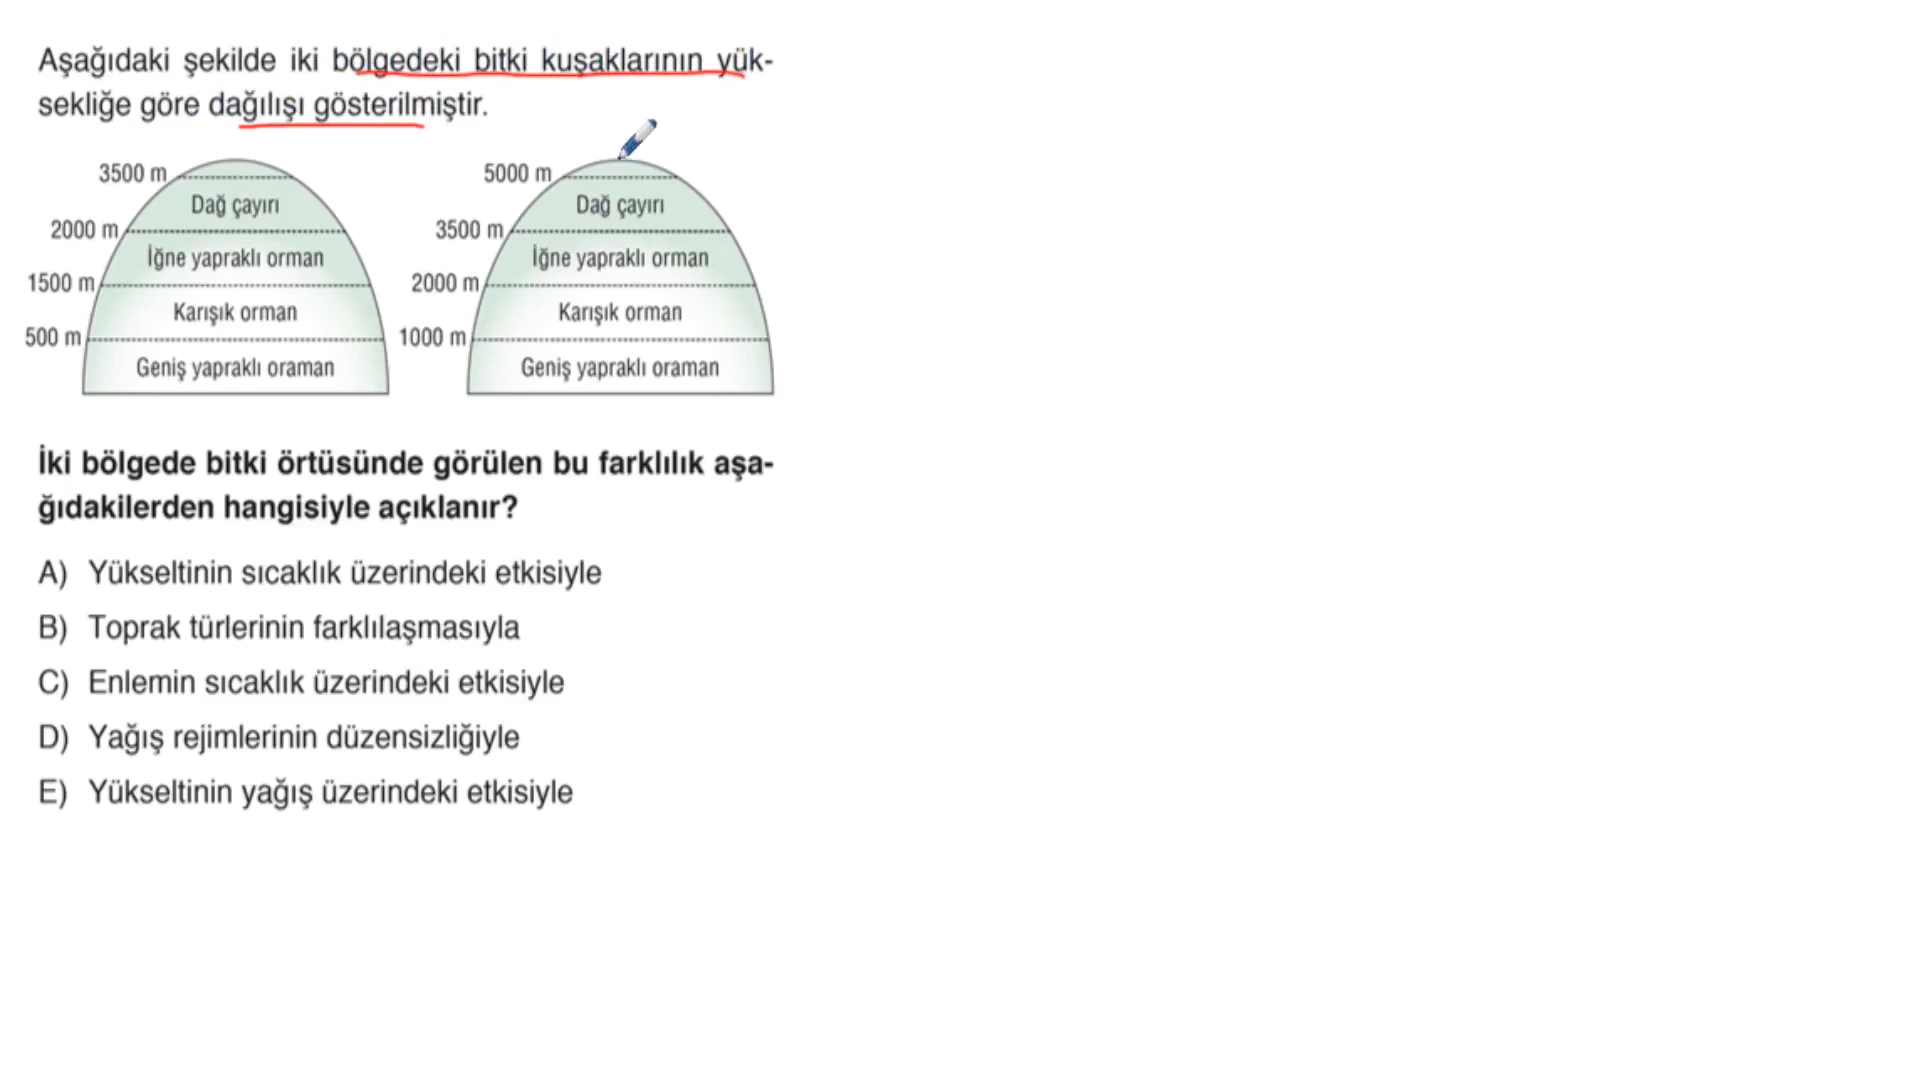 Aşağıdaki şekilde iki bölgedeki bitki kuşaklarının yük-
sekliğe göre dağılışı gösterilmiştir.
3500 m
Dağ çayırı
2000 m
İğne yapraklı orman
1500 m
Karışık orman
500 m
Geniş yapraklı oraman
5000 m
Dağ çayırı
3500 m
İğne yapraklı orman
2000 m
Karışık orman
1000 m
Geniş yapraklı oraman
İki bölgede bitki örtüsünde görülen bu farklılık aşa-
ğıdakilerden hangisiyle açıklanır?
A) Yükseltinin sıcaklık üzerindeki etkisiyle
B) Toprak türlerinin farklılaşmasıyla
C) Enlemin sıcaklık üzerindeki etkisiyle
D) Yağış rejimlerinin düzensizliğiyle
E) Yükseltinin yağış üzerindeki etkisiyle